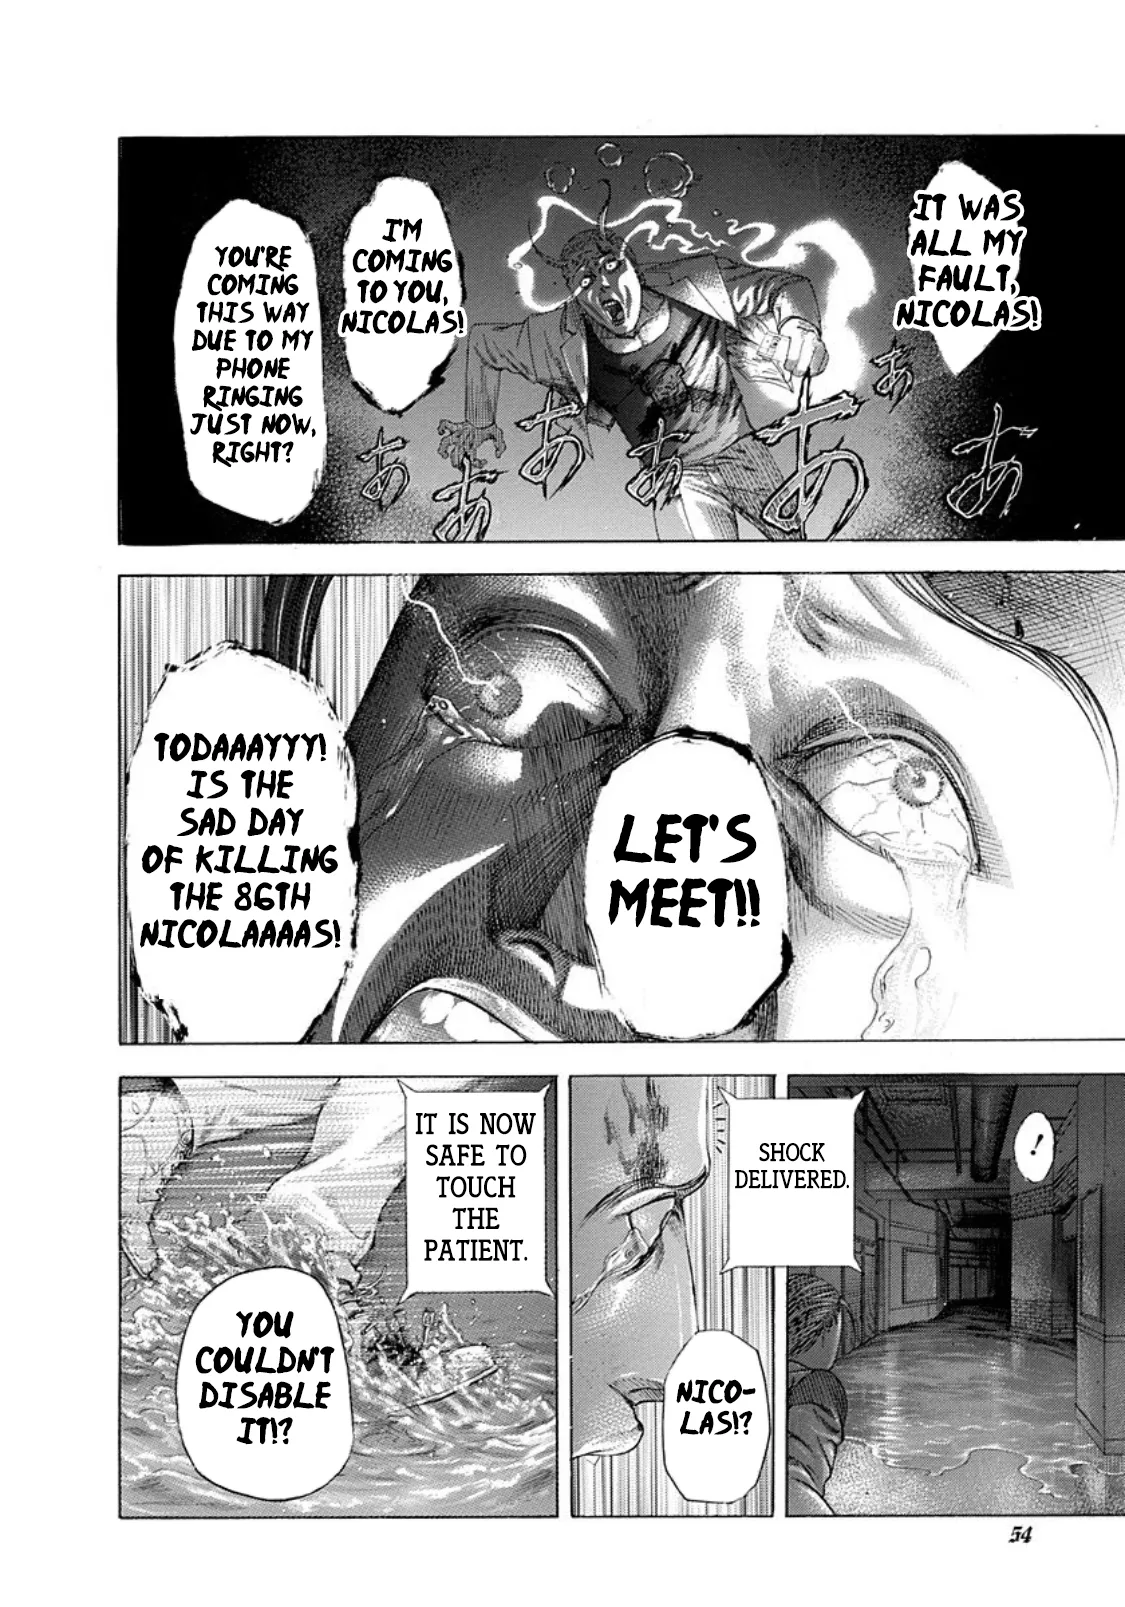 IT WAS
ALL MY
FAULT,
NICOLAS!
I'M
COMING
TO YOU,
NICOLAS!
YOU'RE
COMING
THIS WAY
DUE TO MY
PHONE
RINGING
JUST NOW,
RIGHT?
あ
あ
あ
あ
あ
あ
あ
LET'S
MEET!!
TODAAAYYY!
IS THE
SAD DAY
OF KILLING
THE 86TH
NICOLAAAAS!
!
SHOCK
DELIVERED.
NICO-
LAS!?
IT IS NOW
SAFE TO
TOUCH
THE
PATIENT.
YOU
COULDN'T
DISABLE
IT!?
54